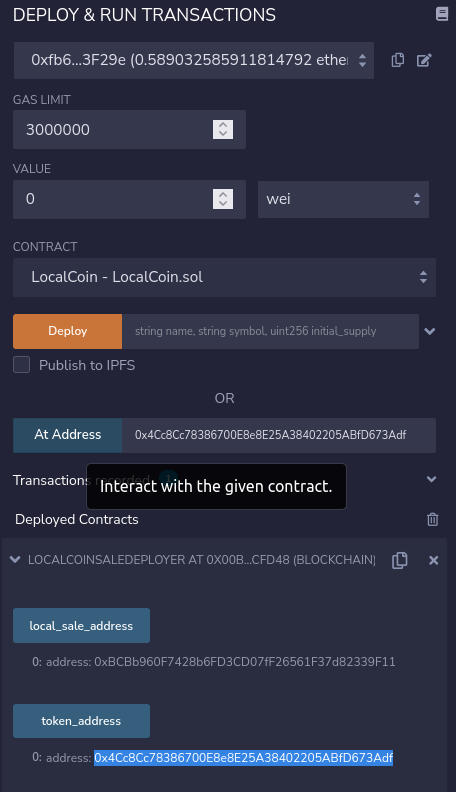 DEPLOY & RUN TRANSACTIONS
0xfb6...3F29e (0.589032585911814792 ether
GAS LIMIT
3000000
VALUE
0 wei
CONTRACT
LocalCoin - LocalCoin.sol
Deploy string name, string symbol, uint256 initial_supply
Publish to IPFS
OR
At Address 0x4Cc8Cc78386700E8e8E25A38402205ABfD673Adf
Transactions recorded 1
Interact with the given contract.
Deployed Contracts
LOCALCOINSALEDEPLOYER AT 0X00B...CFD48 (BLOCKCHAIN)
local_sale_address
0: address: 0xBCBb960F7428b6FD3CD07fF26561F37d82339F11
token_address
0: address: 0x4Cc8Cc78386700E8e8E25A38402205ABfD673Adf